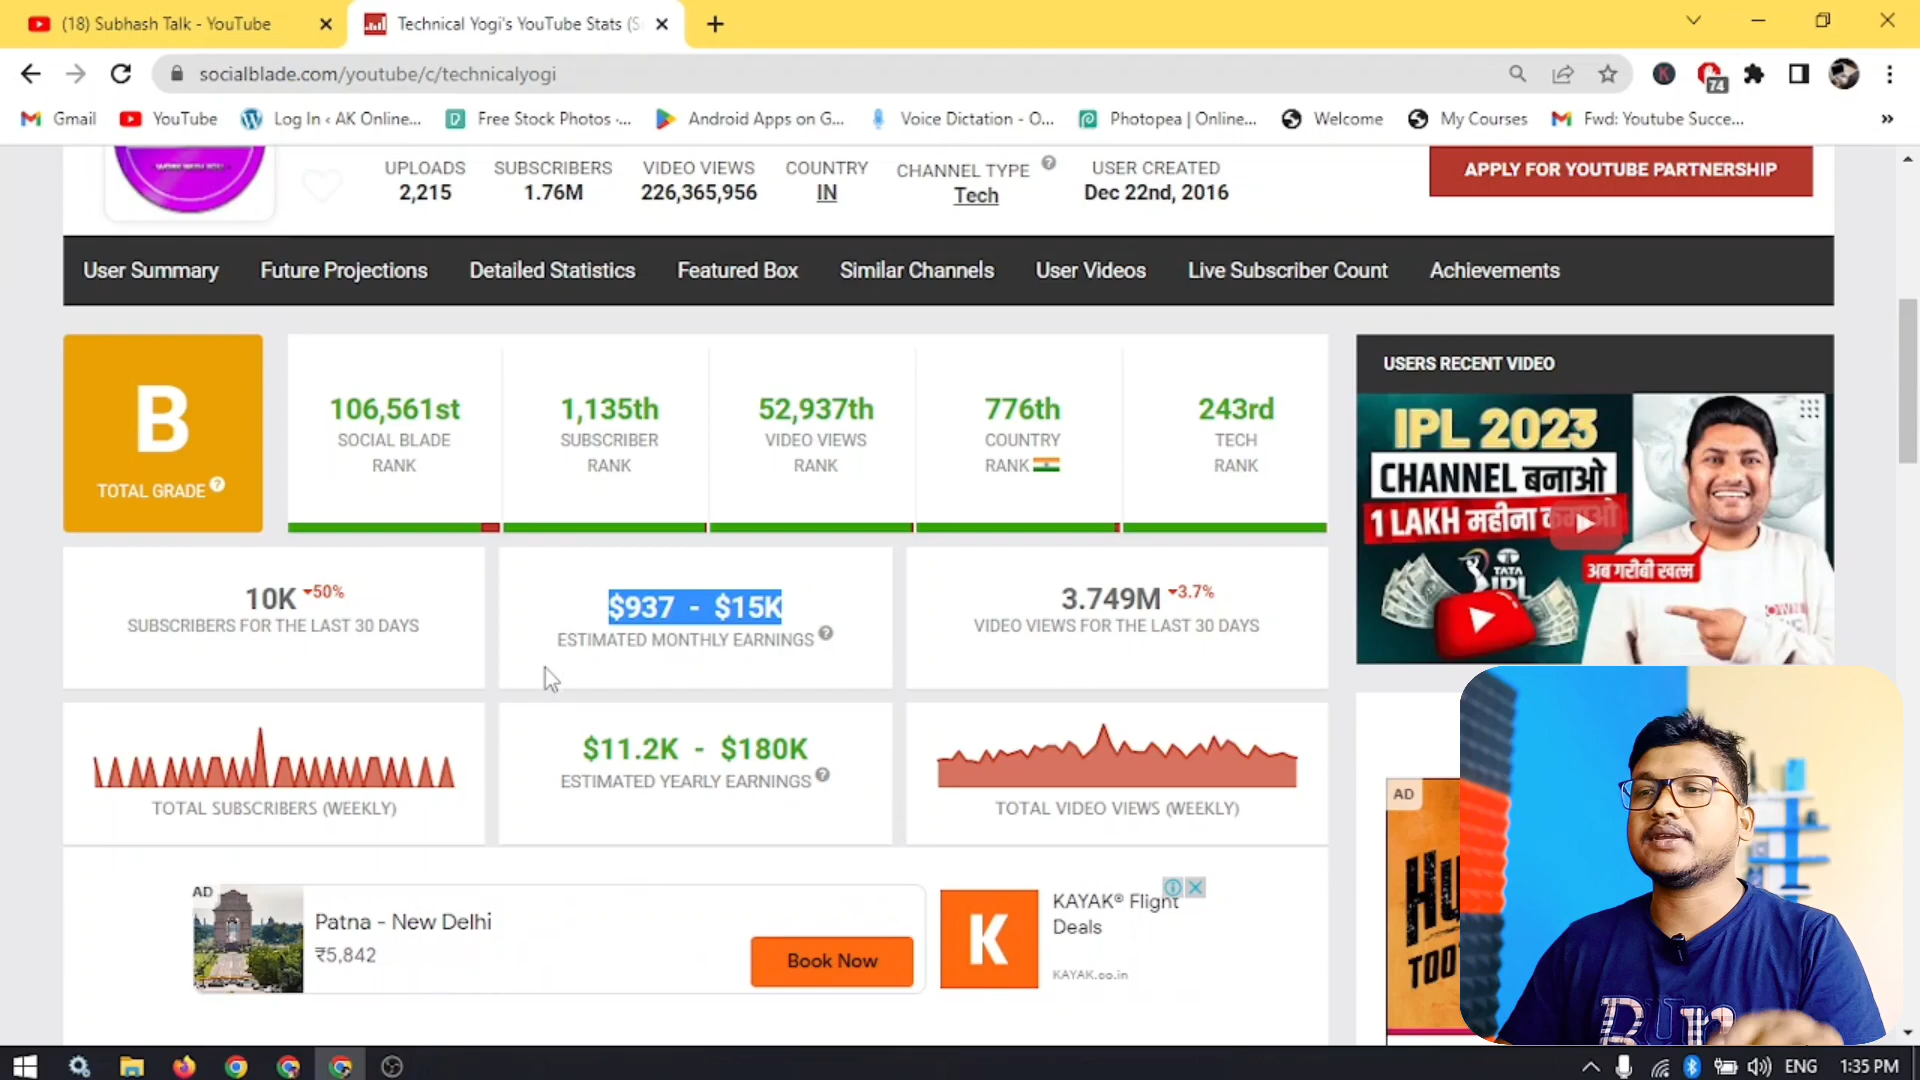 (18) Subhash Talk - YouTube
Technical Yogi's YouTube Stats (S
socialblade.com/youtube/c/technicalyogi
K
74
Gmail
YouTube
Log In ‹ AK Online...
Free Stock Photos ·...
Android Apps on G...
Voice Dictation - O...
Photopea | Online...
Welcome
My Courses
Fwd: Youtube Succe...
»
UPLOADS
2,215
SUBSCRIBERS
1.76M
VIDEO VIEWS
226,365,956
COUNTRY
IN
CHANNEL TYPE
Tech
USER CREATED
Dec 22nd, 2016
APPLY FOR YOUTUBE PARTNERSHIP
User Summary
Future Projections
Detailed Statistics
Featured Box
Similar Channels
User Videos
Live Subscriber Count
Achievements
B
TOTAL GRADE
106,561st
SOCIAL BLADE
RANK
1,135th
SUBSCRIBER
RANK
52,937th
VIDEO VIEWS
RANK
776th
COUNTRY
RANK
243rd
TECH
RANK
USERS RECENT VIDEO
IPL 2023
CHANNEL बनाओ
1 LAKH महीना
TATA
IPL
अब गरीबी खत्म
10K -50%
SUBSCRIBERS FOR THE LAST 30 DAYS
$937 - $15K
ESTIMATED MONTHLY EARNINGS
3.749M -3.7%
VIDEO VIEWS FOR THE LAST 30 DAYS
TOTAL SUBSCRIBERS (WEEKLY)
$11.2K - $180K
ESTIMATED YEARLY EARNINGS
TOTAL VIDEO VIEWS (WEEKLY)
AD
Patna - New Delhi
₹5,842
Book Now
K
KAYAK® Flight
Deals
KAYAK.co.in
AD
ENG
1:35 PM